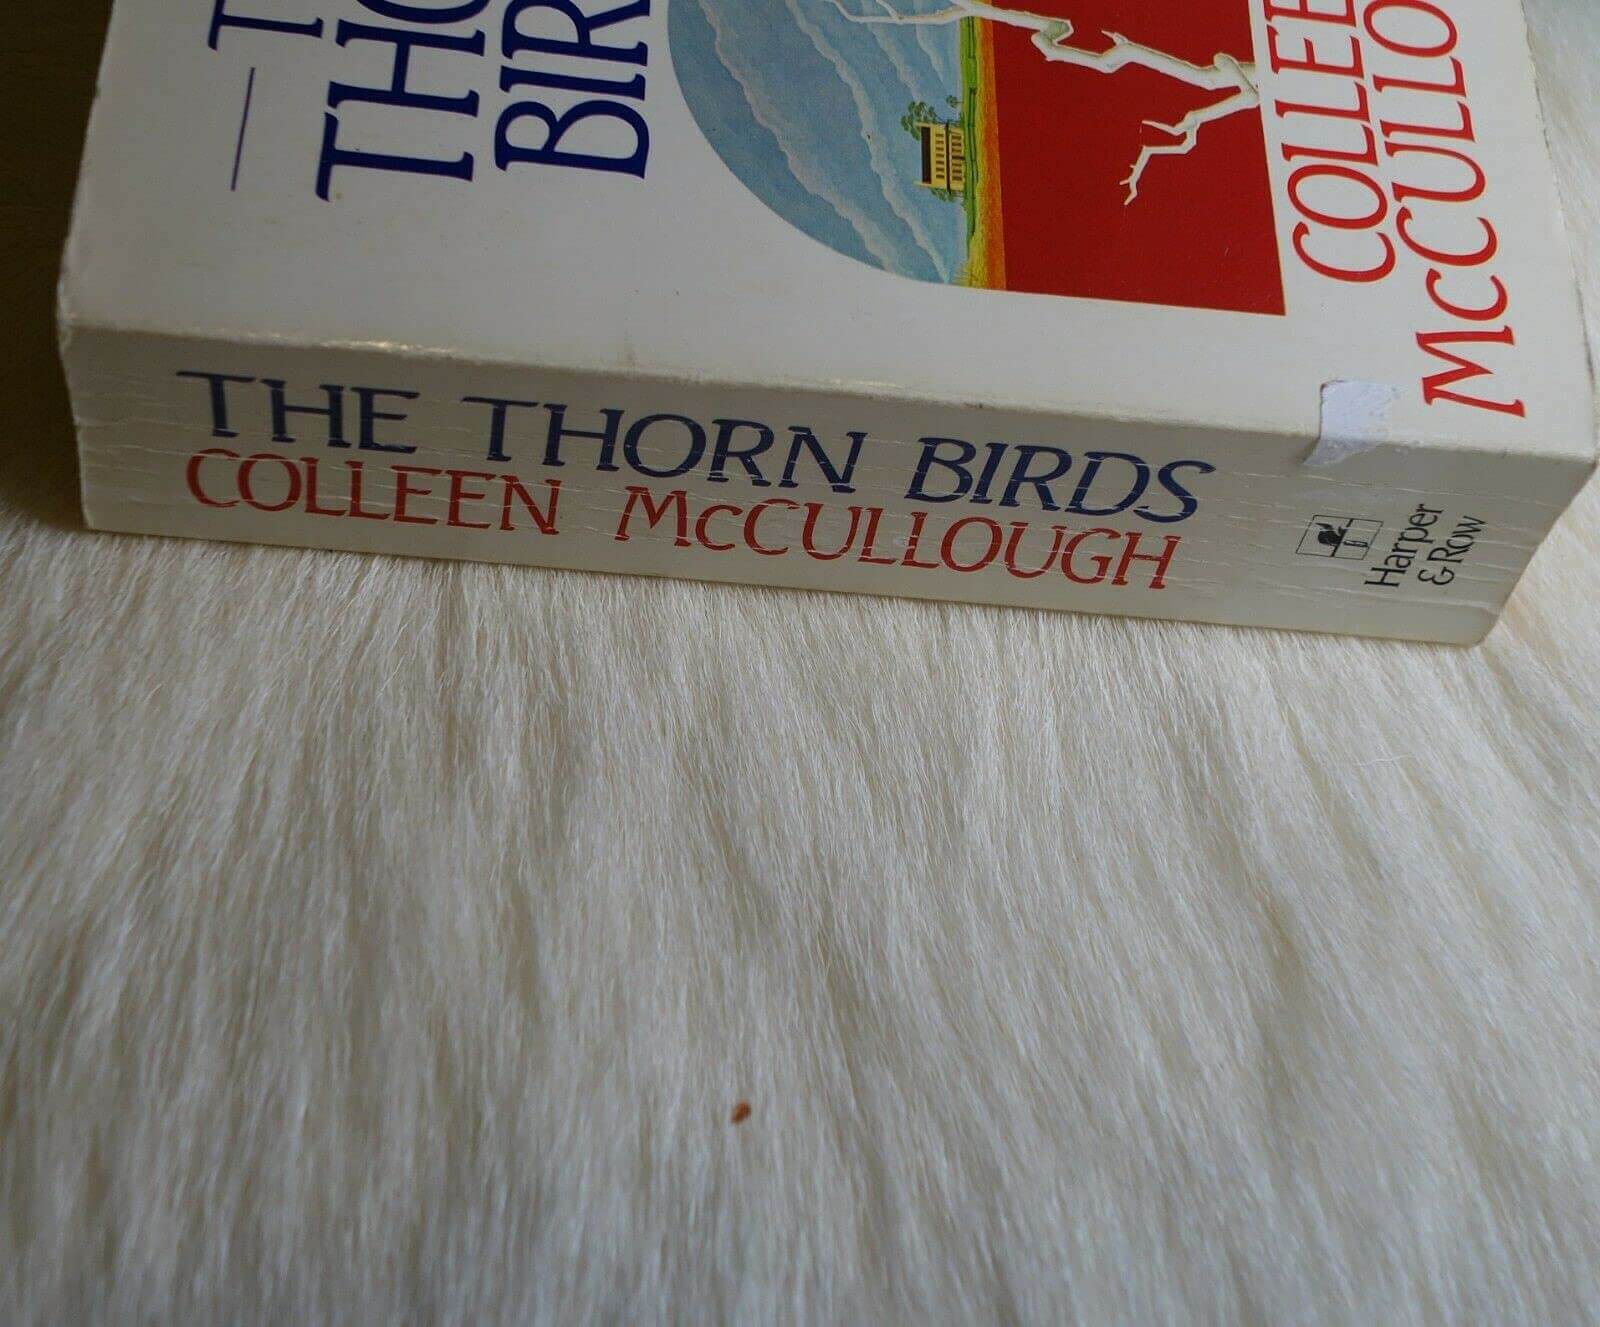 THE THORN BIRDS
COLLEEN McCULLOUGH
Harper
& Row